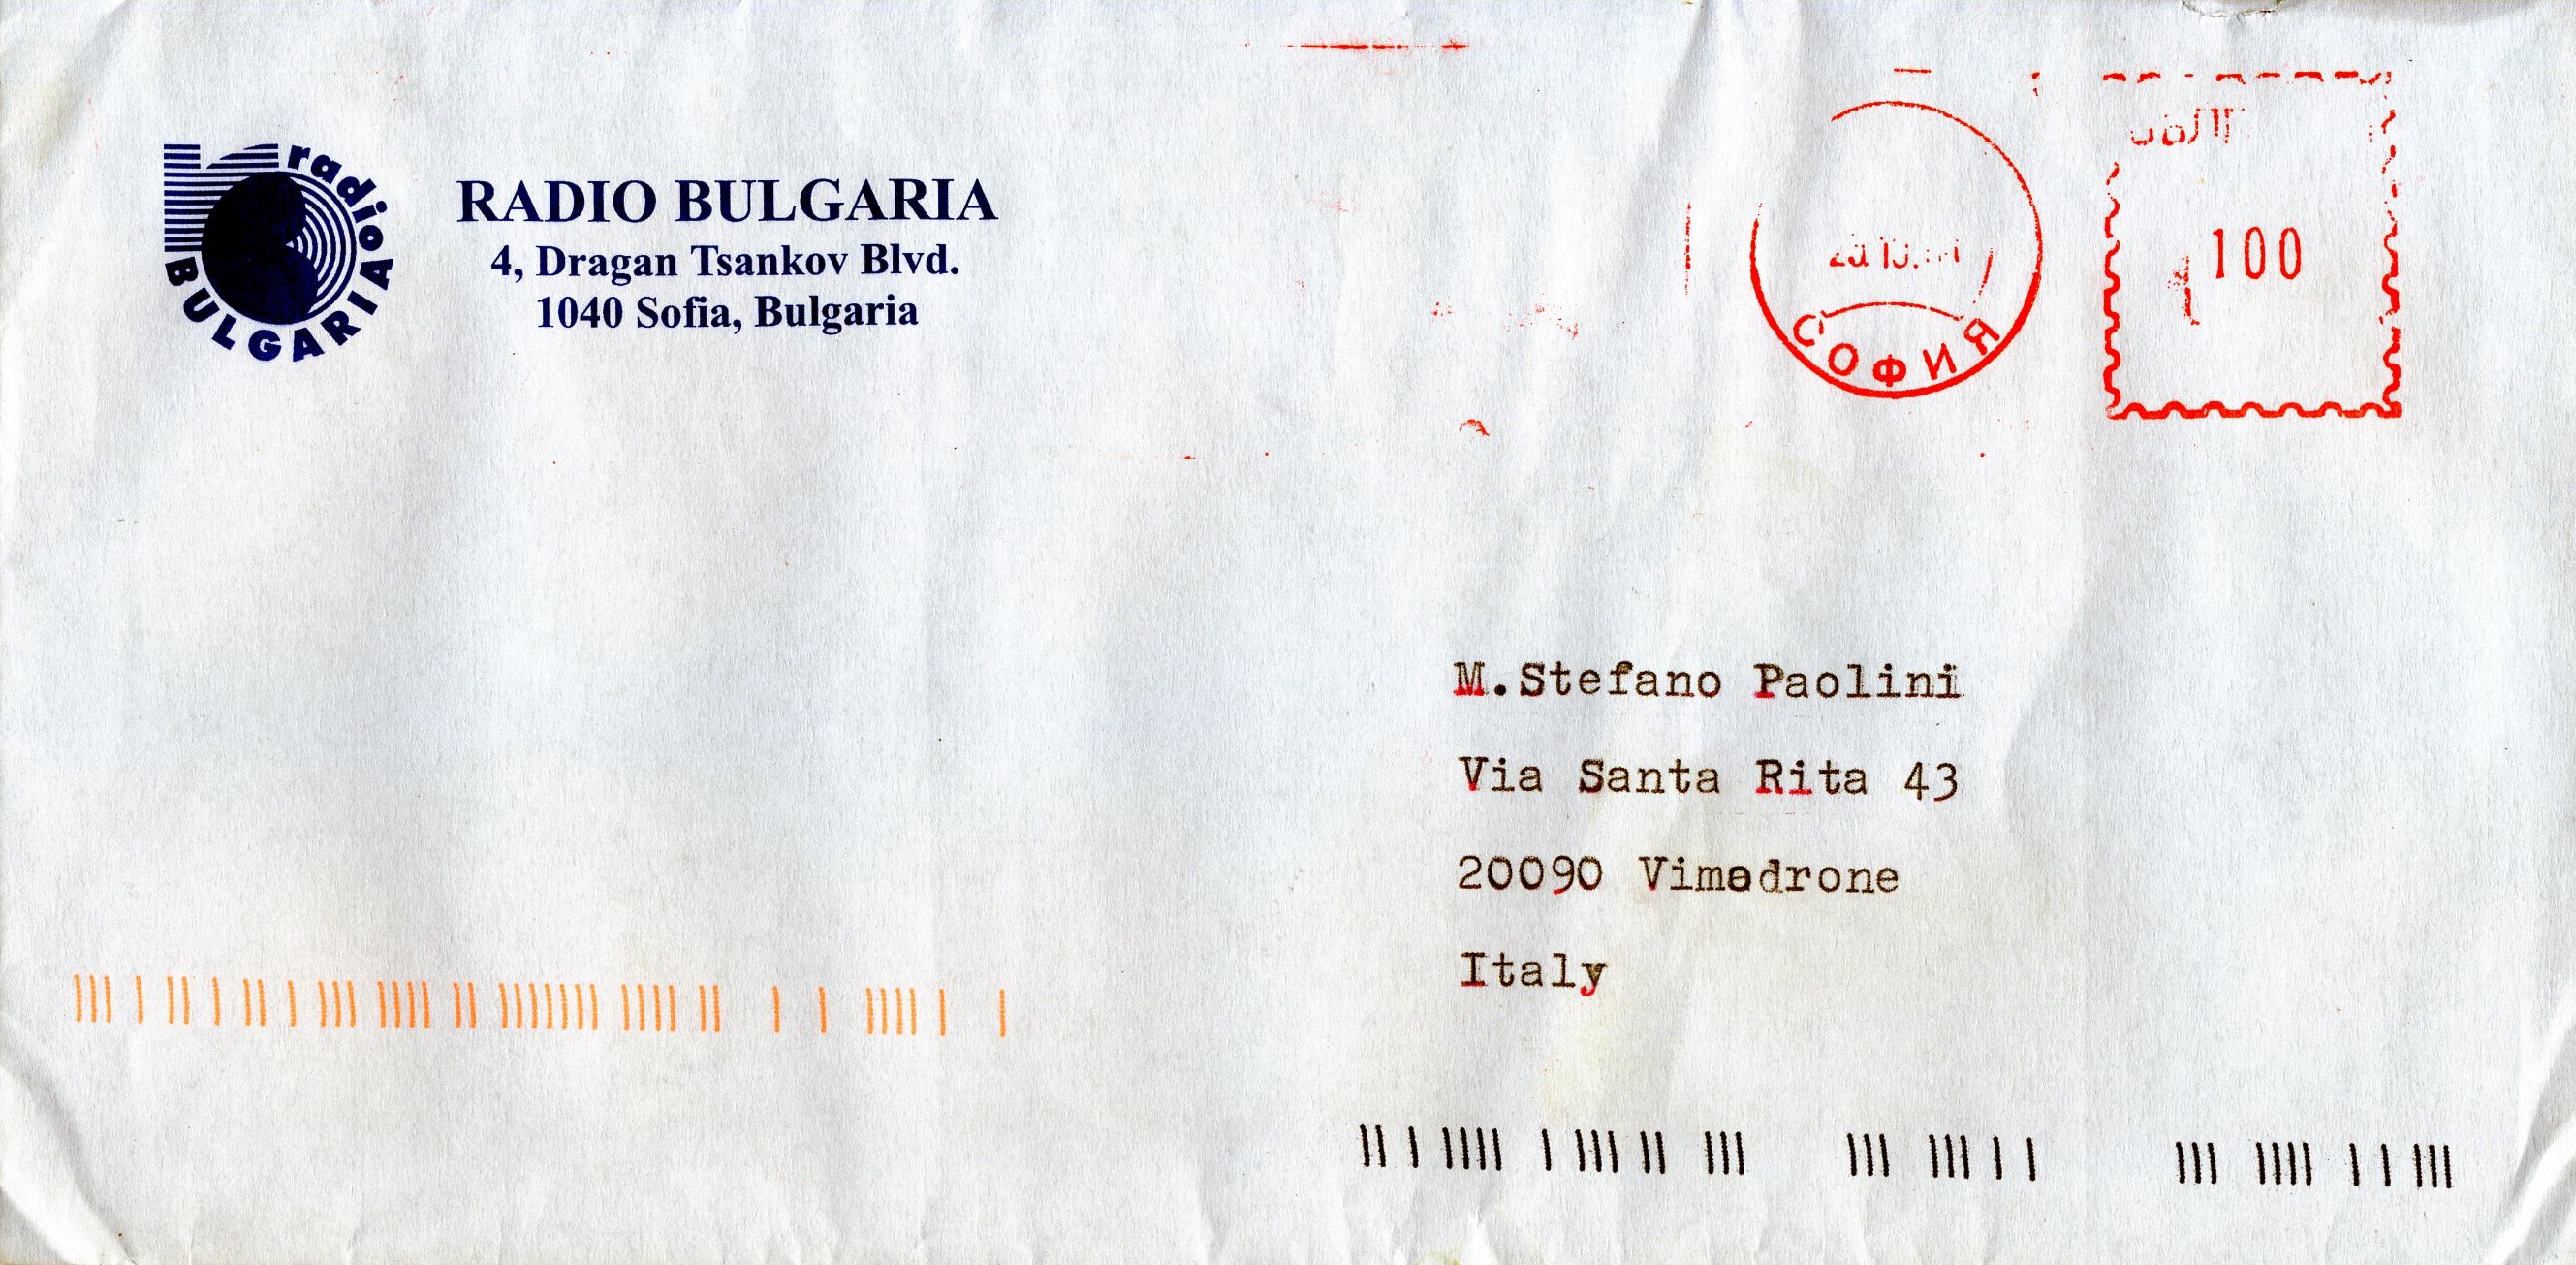 radio BULGARIA
RADIO BULGARIA
4, Dragan Tsankov Blvd.
1040 Sofia, Bulgaria
СОФИЯ
100
M.Stefano Paolini
Via Santa Rita 43
20090 Vimodrone
Italy